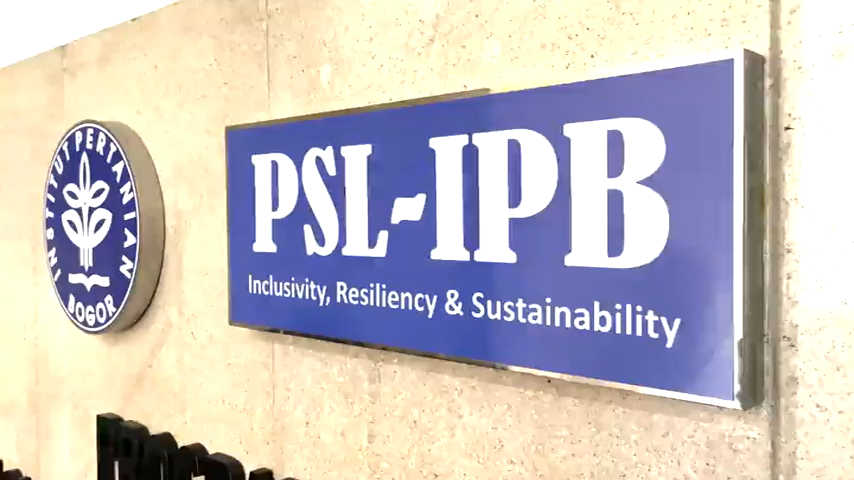 INSTITUT PERTANIAN
BOGOR
PSL-IPB
Inclusivity, Resiliency & Sustainability